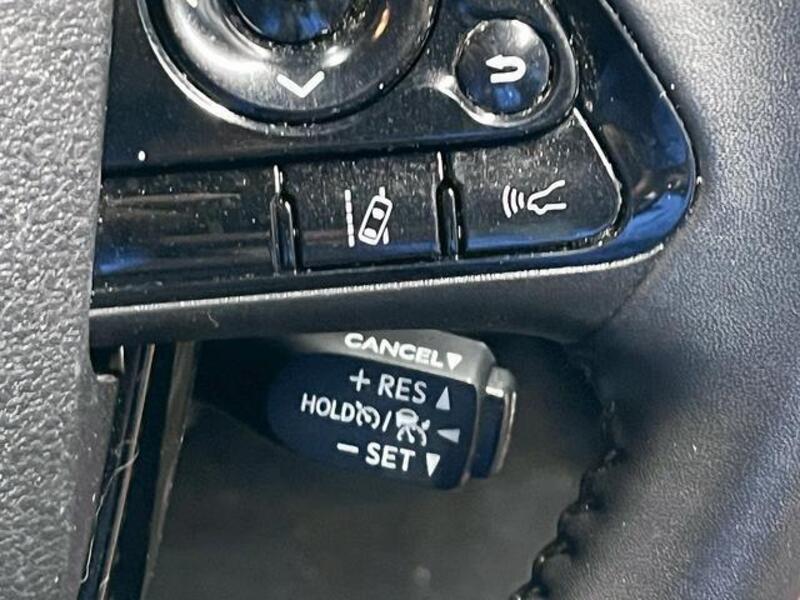 CANCEL▼
+ RES ▲
HOLD /
− SET ▼